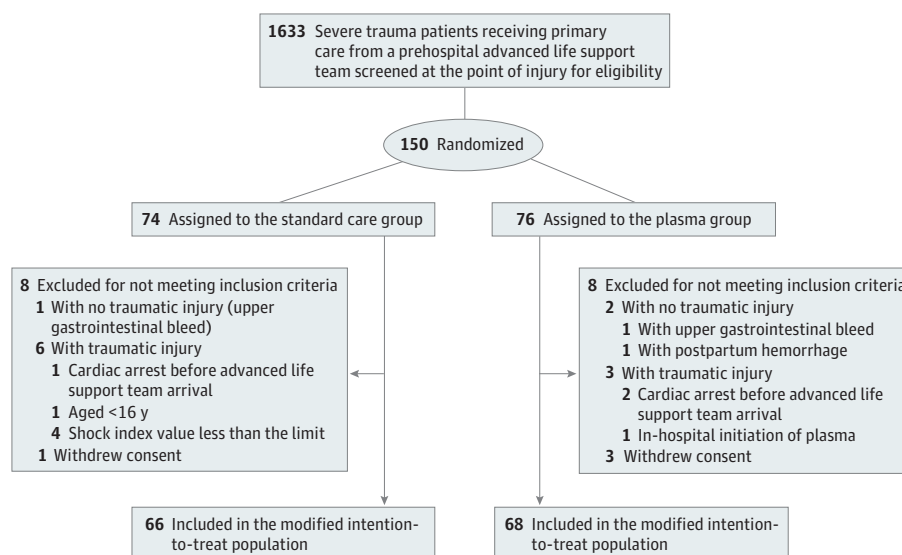 1633 Severe trauma patients receiving primary
care from a prehospital advanced life support
team screened at the point of injury for eligibility
150 Randomized
74 Assigned to the standard care group
76 Assigned to the plasma group
8 Excluded for not meeting inclusion criteria
1 With no traumatic injury (upper
gastrointestinal bleed)
6 With traumatic injury
1 Cardiac arrest before advanced life
support team arrival
1 Aged <16 y
4 Shock index value less than the limit
1 Withdrew consent
8 Excluded for not meeting inclusion criteria
2 With no traumatic injury
1 With upper gastrointestinal bleed
1 With postpartum hemorrhage
3 With traumatic injury
2 Cardiac arrest before advanced life
support team arrival
1 In-hospital initiation of plasma
3 Withdrew consent
66 Included in the modified intention-
to-treat population
68 Included in the modified intention-
to-treat population